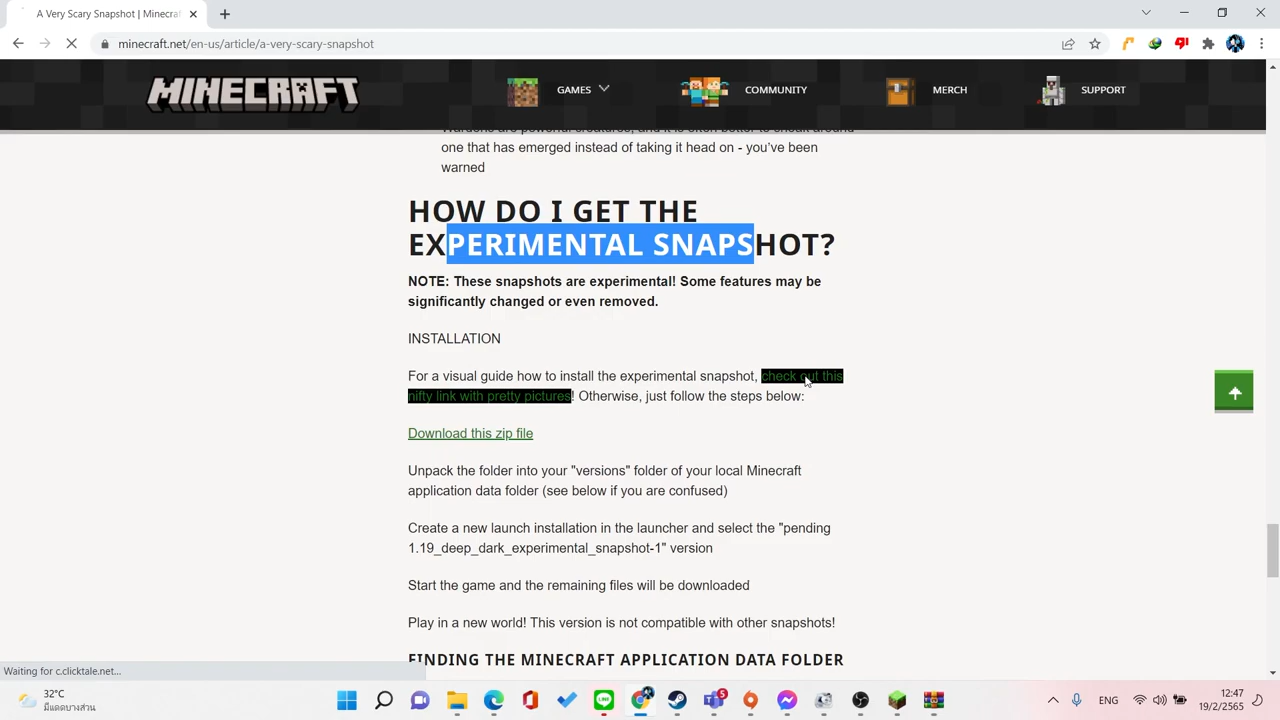 A Very Scary Snapshot | Minecraf
minecraft.net/en-us/article/a-very-scary-snapshot
MINECRAFT
GAMES
COMMUNITY
MERCH
SUPPORT
Wardens are powerful creatures, and it is often better to sneak around
one that has emerged instead of taking it head on - you've been
warned
HOW DO I GET THE
EXPERIMENTAL SNAPSHOT?
NOTE: These snapshots are experimental! Some features may be
significantly changed or even removed.
INSTALLATION
For a visual guide how to install the experimental snapshot, check out this
nifty link with pretty pictures! Otherwise, just follow the steps below:
Download this zip file
Unpack the folder into your "versions" folder of your local Minecraft
application data folder (see below if you are confused)
Create a new launch installation in the launcher and select the "pending
1.19_deep_dark_experimental_snapshot-1" version
Start the game and the remaining files will be downloaded
Play in a new world! This version is not compatible with other snapshots!
FINDING THE MINECRAFT APPLICATION DATA FOLDER
Waiting for c.clicktale.net...
32°C
มีแดดบางส่วน
5
ENG
12:47
19/2/2565